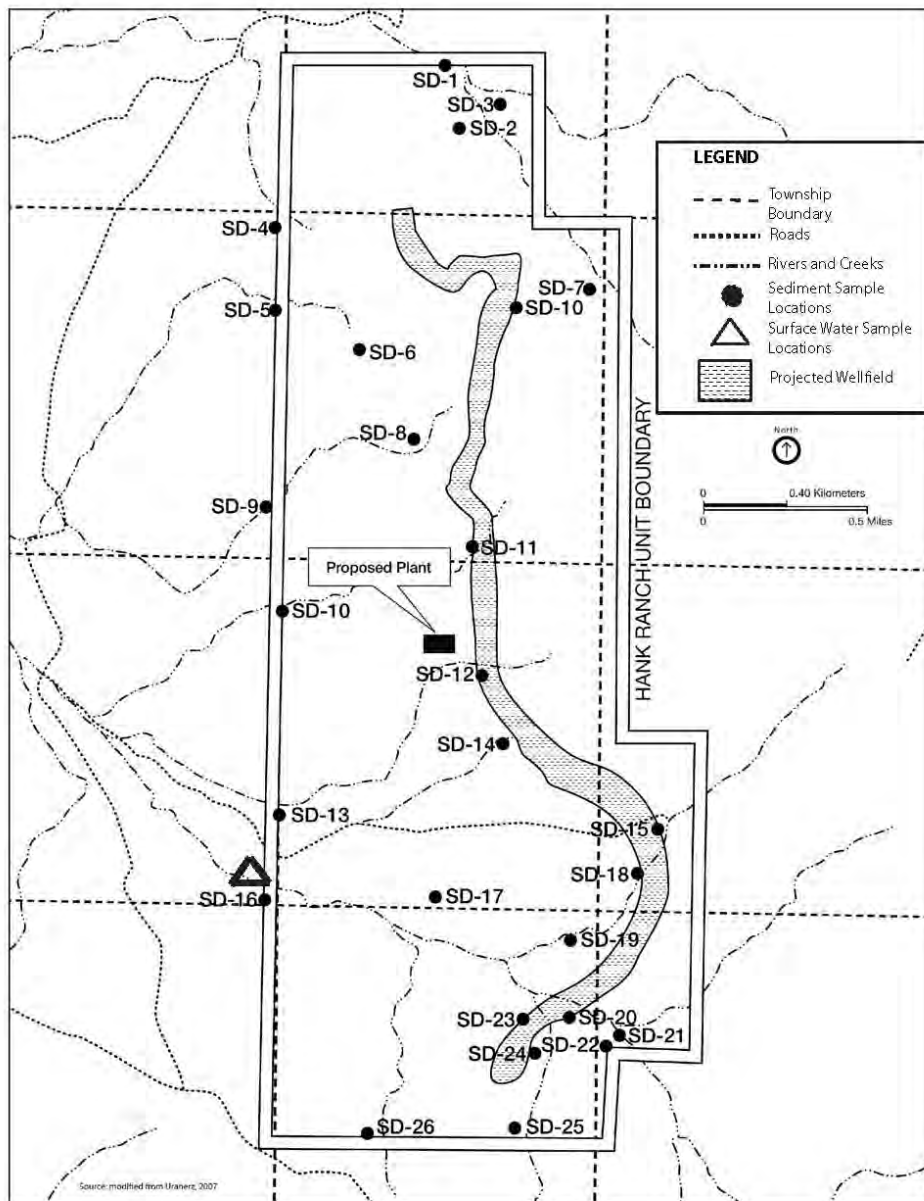 SD-1
SD-3
SD-2
LEGEND
Township
Boundary
Roads
Rivers and Creeks
Sediment Sample
Locations
Surface Water Sample
Locations
Projected Wellfield
SD-4
SD-7
SD-5
SD-10
SD-6
SD-8
HANK RANCH UNIT BOUNDARY
North
0 0.40 Kilometers
0 0.5 Miles
SD-9
SD-11
Proposed Plant
SD-10
SD-12
SD-14
SD-13
SD-15
SD-18
SD-16
SD-17
SD-19
SD-23
SD-20
SD-21
SD-22
SD-24
SD-26
SD-25
Source: modified from Uranerz, 2007